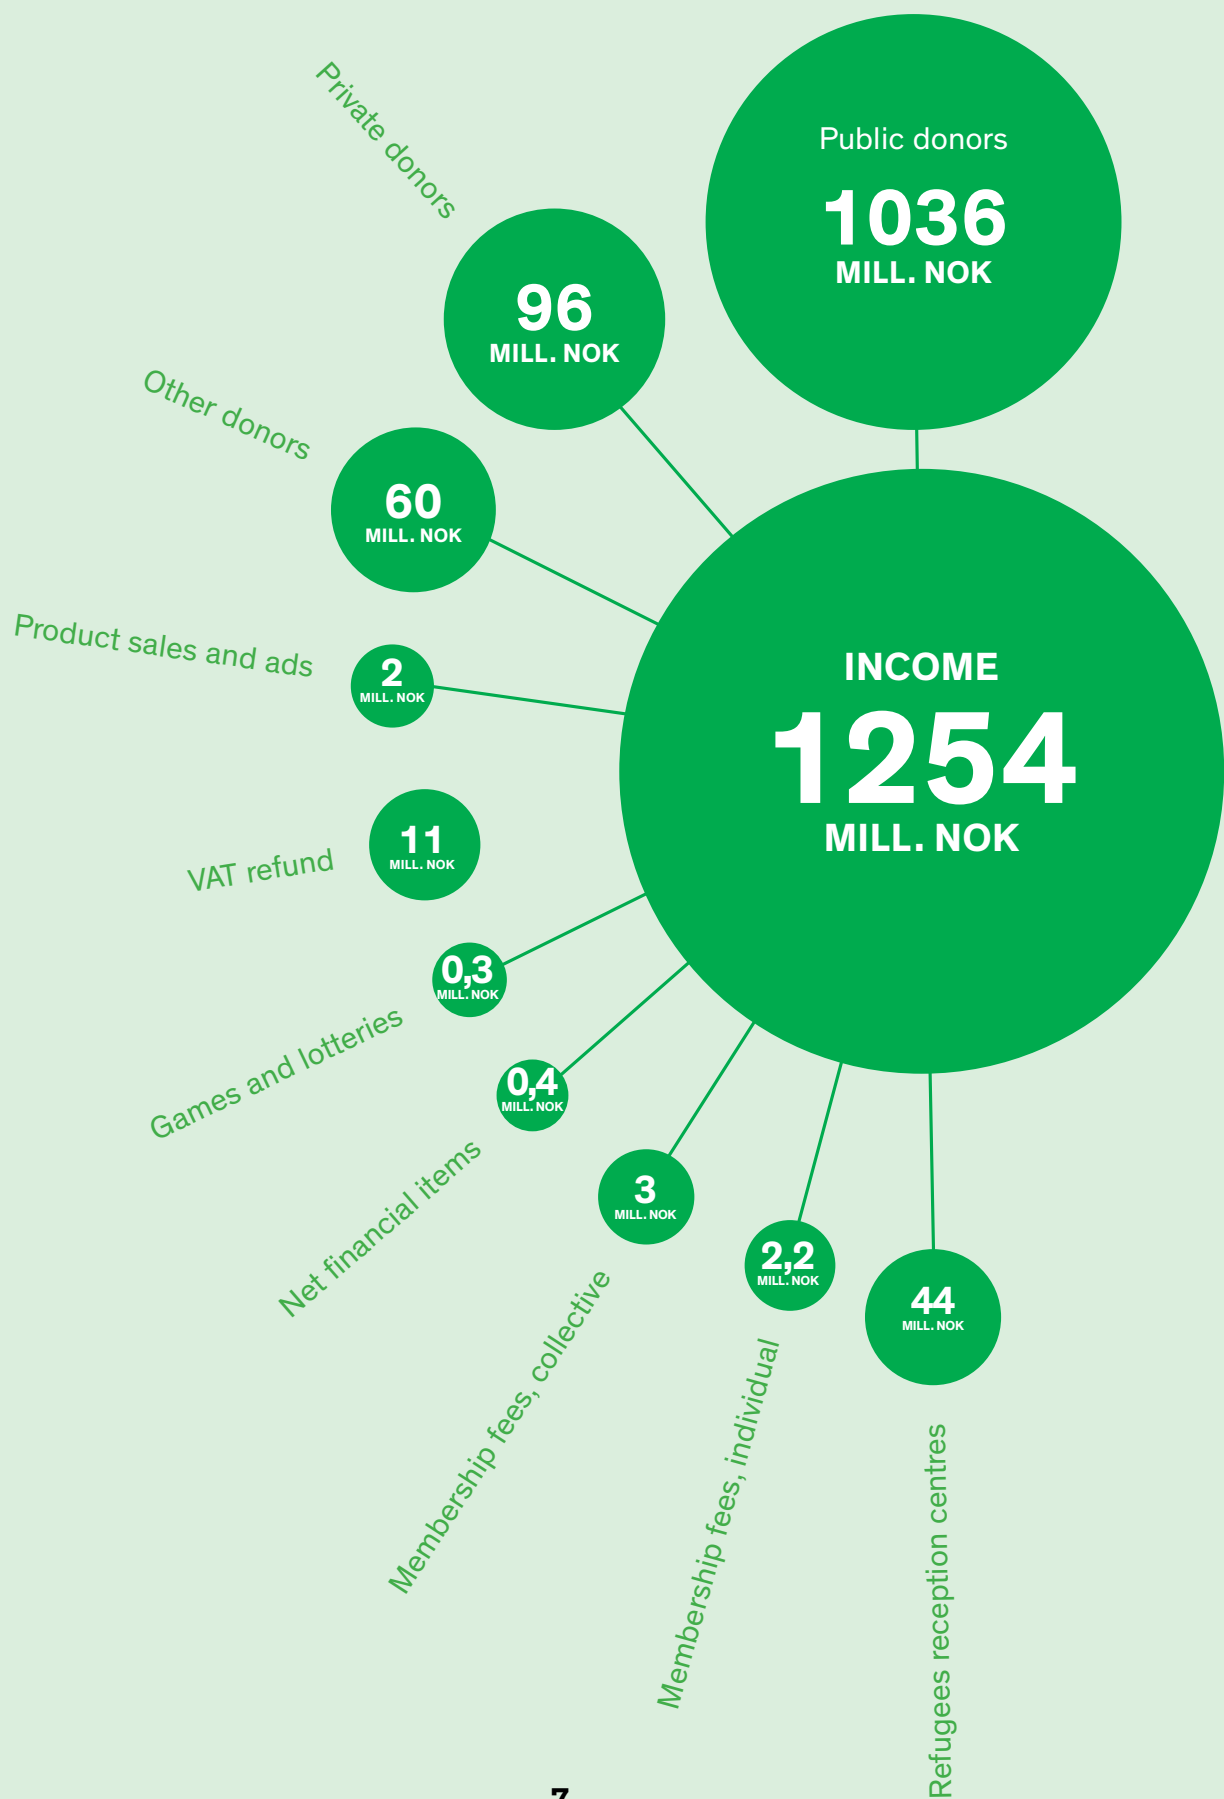 Public donors
1036
MILL. NOK
Private donors
96
MILL. NOK
Other donors
60
MILL. NOK
Product sales and ads
2
MILL. NOK
INCOME
1254
MILL. NOK
VAT refund
11
MILL. NOK
Games and lotteries
0,3
MILL. NOK
Net financial items
0,4
MILL. NOK
Membership fees, collective
3
MILL. NOK
Membership fees, individual
2,2
MILL. NOK
Refugees reception centres
44
MILL. NOK